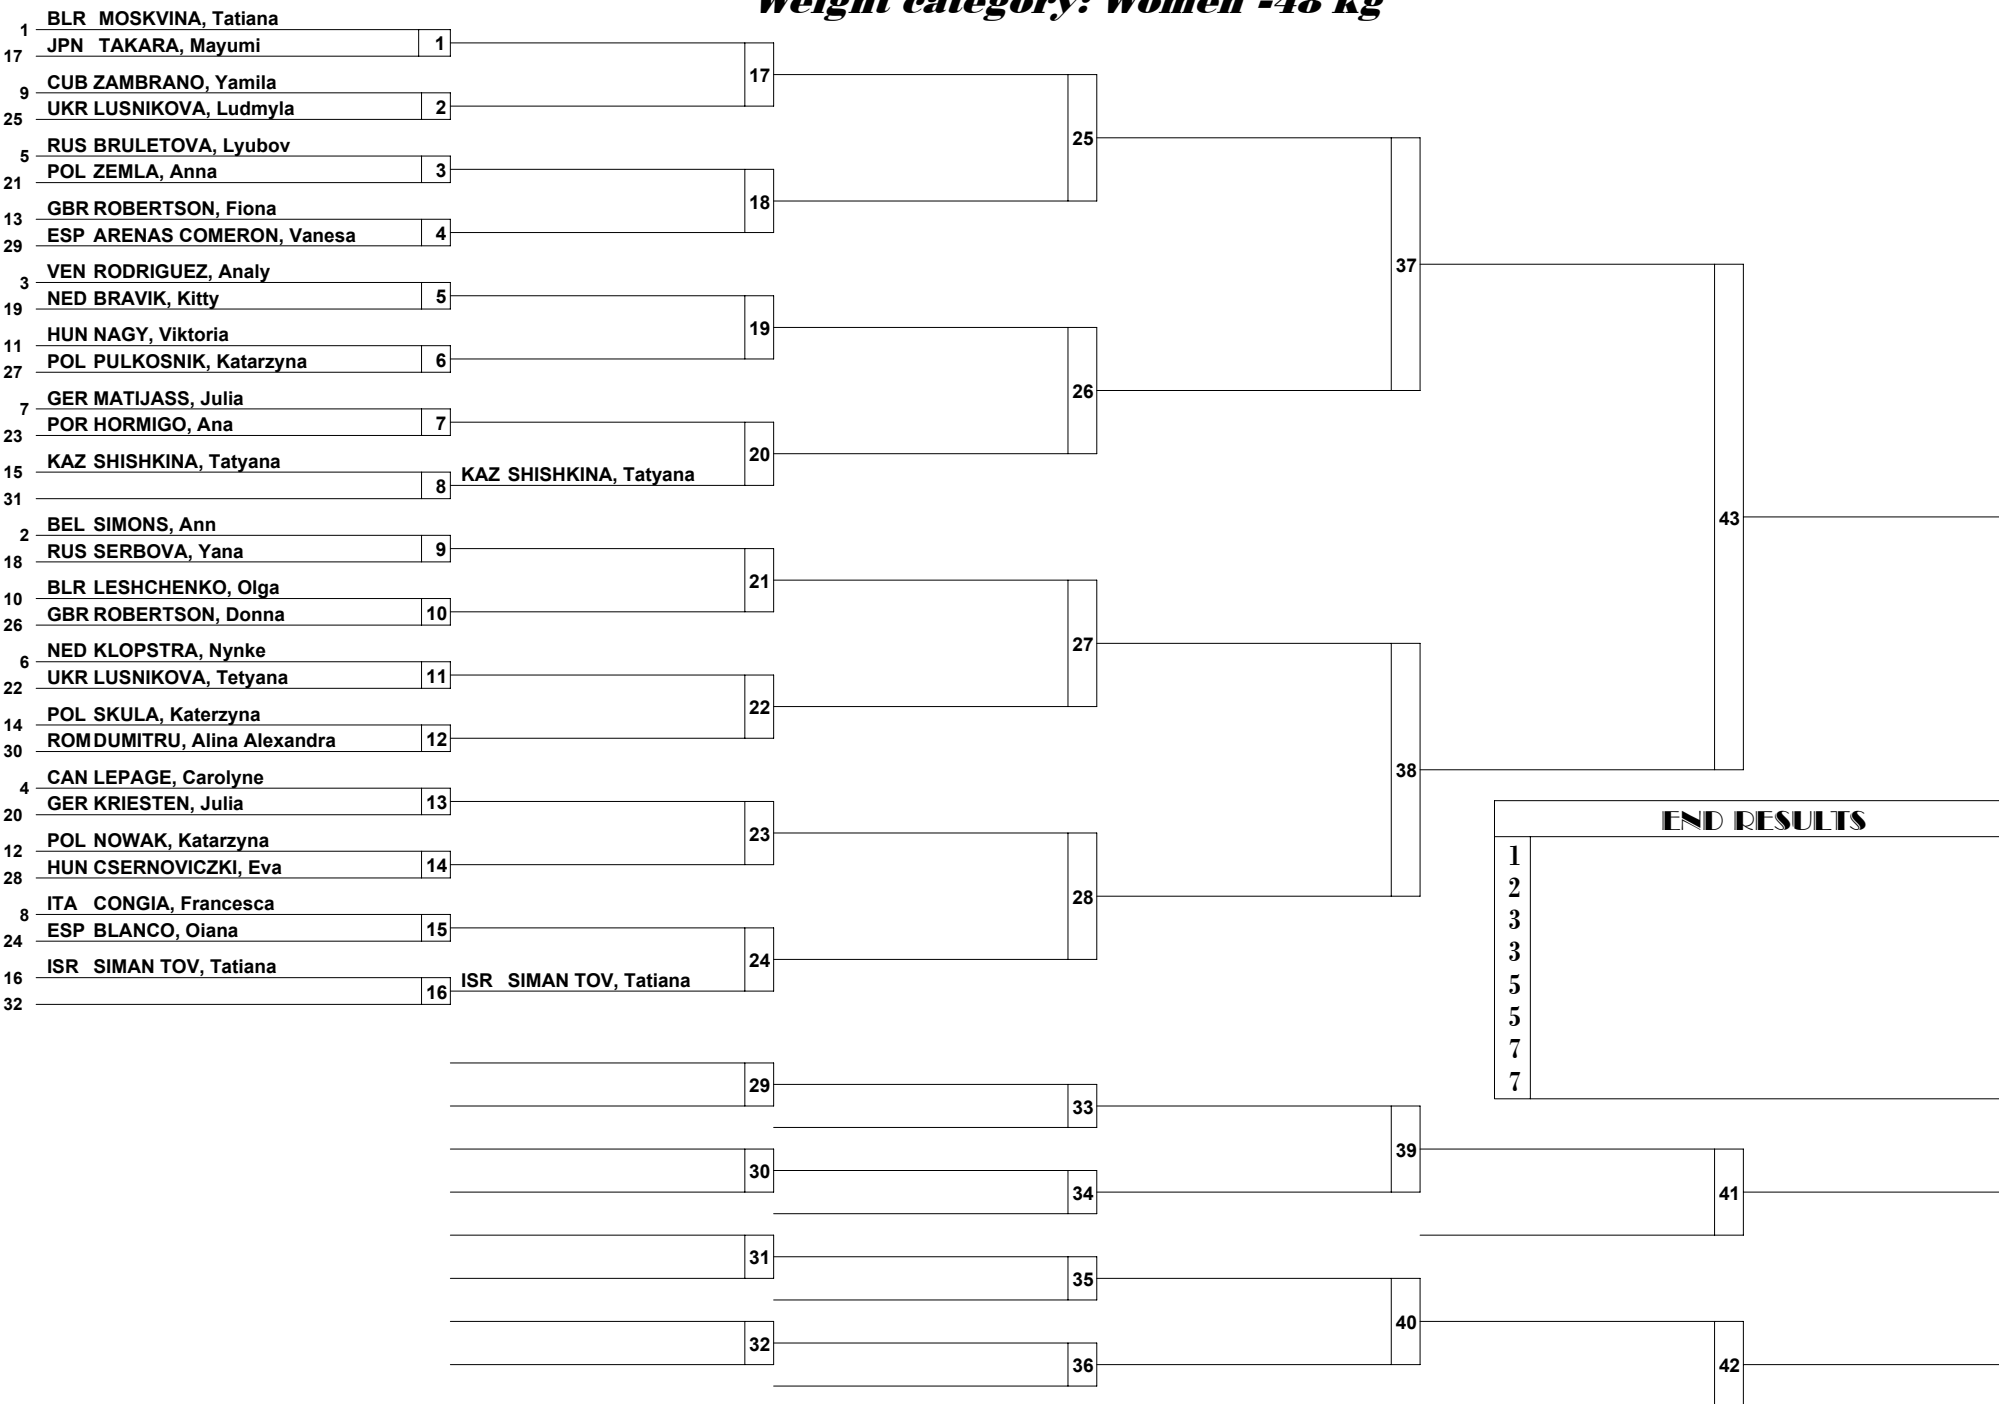 Weight category: Women -48 kg
1 BLR MOSKVINA, Tatiana
17 JPN TAKARA, Mayumi 1
9 CUB ZAMBRANO, Yamila
25 UKR LUSNIKOVA, Ludmyla 2
5 RUS BRULETOVA, Lyubov
21 POL ZEMLA, Anna 3
13 GBR ROBERTSON, Fiona
29 ESP ARENAS COMERON, Vanesa 4
3 VEN RODRIGUEZ, Analy
19 NED BRAVIK, Kitty 5
11 HUN NAGY, Viktoria
27 POL PULKOSNIK, Katarzyna 6
7 GER MATIJASS, Julia
23 POR HORMIGO, Ana 7
15 KAZ SHISHKINA, Tatyana
31 8 KAZ SHISHKINA, Tatyana
2 BEL SIMONS, Ann
18 RUS SERBOVA, Yana 9
10 BLR LESHCHENKO, Olga
26 GBR ROBERTSON, Donna 10
6 NED KLOPSTRA, Nynke
22 UKR LUSNIKOVA, Tetyana 11
14 POL SKULA, Katerzyna
30 ROM DUMITRU, Alina Alexandra 12
4 CAN LEPAGE, Carolyne
20 GER KRIESTEN, Julia 13
12 POL NOWAK, Katarzyna
28 HUN CSERNOVICZKI, Eva 14
8 ITA CONGIA, Francesca
24 ESP BLANCO, Oiana 15
16 ISR SIMAN TOV, Tatiana
32 16 ISR SIMAN TOV, Tatiana
17
18
19
20
21
22
23
24
25
26
27
28
37
38
43
END RESULTS
1
2
3
3
5
5
7
7
29
30
31
32
33
34
35
36
39
40
41
42